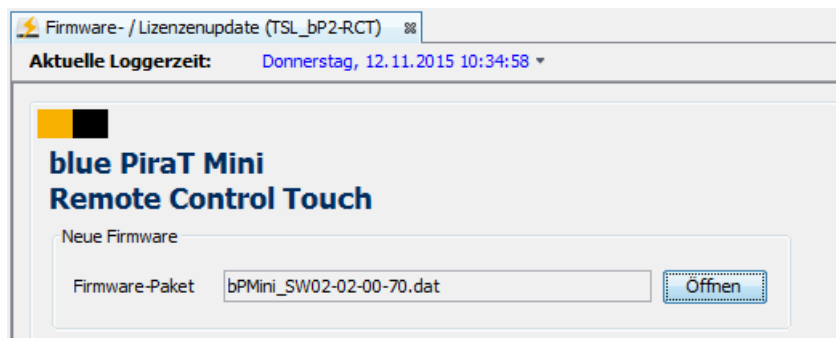 Firmware- / Lizenzenupdate (TSL_bP2-RCT)
Aktuelle Loggerzeit: Donnerstag, 12.11.2015 10:34:58
blue PiraT Mini
Remote Control Touch
Neue Firmware
Firmware-Paket bPMini_SW02-02-00-70.dat Öffnen